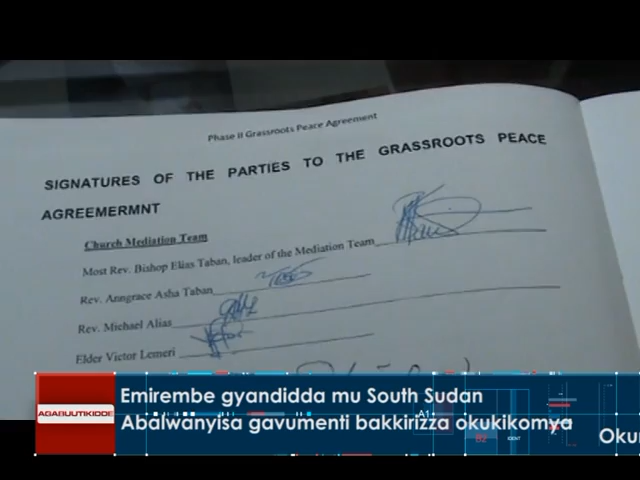 Phase II Grassroots Peace Agreement
SIGNATURES OF THE PARTIES TO THE GRASSROOTS PEACE
AGREEMERMNT
Church Mediation Team
Most Rev. Bishop Elias Taban, leader of the Mediation Team
Rev. Anngrace Asha Taban
Rev. Michael Alias
Elder Victor Lemeri
AGABUUTIKIDDE
Emirembe gyandidda mu South Sudan
Abalwanyisa gavumenti bakkirizza okukikomya